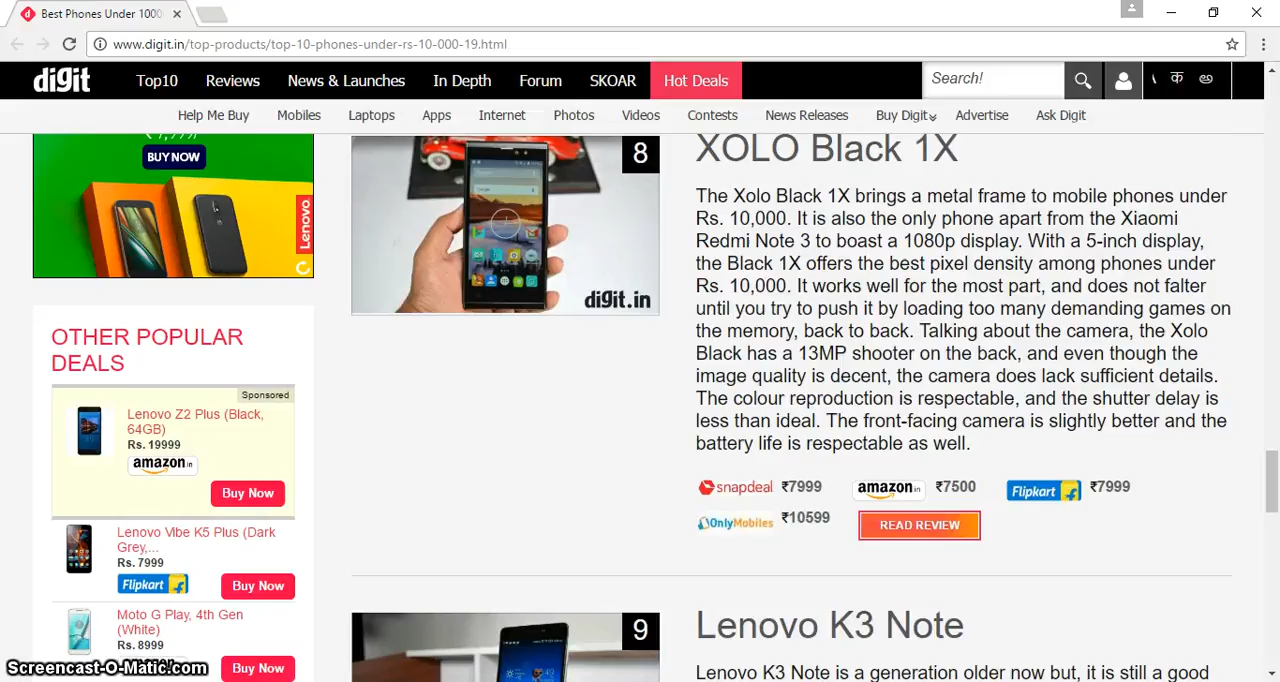 Best Phones Under 1000
www.digit.in/top-products/top-10-phones-under-rs-10-000-19.html
digit
Top10 Reviews News & Launches In Depth Forum SKOAR Hot Deals Search! क
Help Me Buy Mobiles Laptops Apps Internet Photos Videos Contests News Releases Buy Digit Advertise Ask Digit
BUY NOW
Lenovo
8
digit.in
XOLO Black 1X
The Xolo Black 1X brings a metal frame to mobile phones under
Rs. 10,000. It is also the only phone apart from the Xiaomi
Redmi Note 3 to boast a 1080p display. With a 5-inch display,
the Black 1X offers the best pixel density among phones under
Rs. 10,000. It works well for the most part, and does not falter
until you try to push it by loading too many demanding games on
the memory, back to back. Talking about the camera, the Xolo
Black has a 13MP shooter on the back, and even though the
image quality is decent, the camera does lack sufficient details.
The colour reproduction is respectable, and the shutter delay is
less than ideal. The front-facing camera is slightly better and the
battery life is respectable as well.
snapdeal ₹7999 amazon.in ₹7500 Flipkart ₹7999
OnlyMobiles ₹10599 READ REVIEW
OTHER POPULAR
DEALS
Sponsored
Lenovo Z2 Plus (Black,
64GB)
Rs. 19999
amazon.in
Buy Now
Lenovo Vibe K5 Plus (Dark
Grey,...
Rs. 7999
Flipkart
Buy Now
Moto G Play, 4th Gen
(White)
Rs. 8999
Buy Now
9
Lenovo K3 Note
Lenovo K3 Note is a generation older now but, it is still a good
Screencast-O-Matic.com